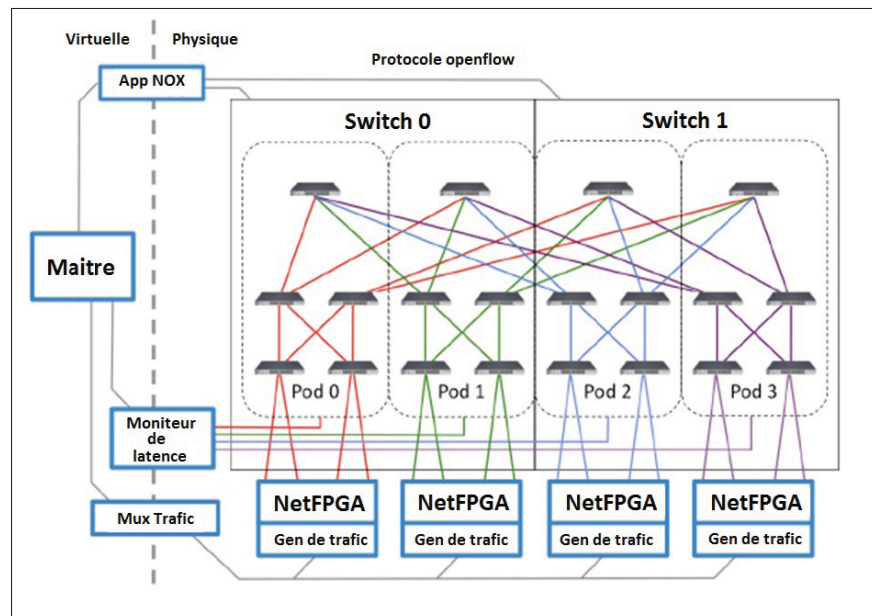 Virtuelle
Physique
Protocole openflow
App NOX
Switch 0
Switch 1
Maitre
Pod 0
Pod 1
Pod 2
Pod 3
Moniteur
de
latence
Mux Trafic
NetFPGA
Gen de trafic
NetFPGA
Gen de trafic
NetFPGA
Gen de trafic
NetFPGA
Gen de trafic